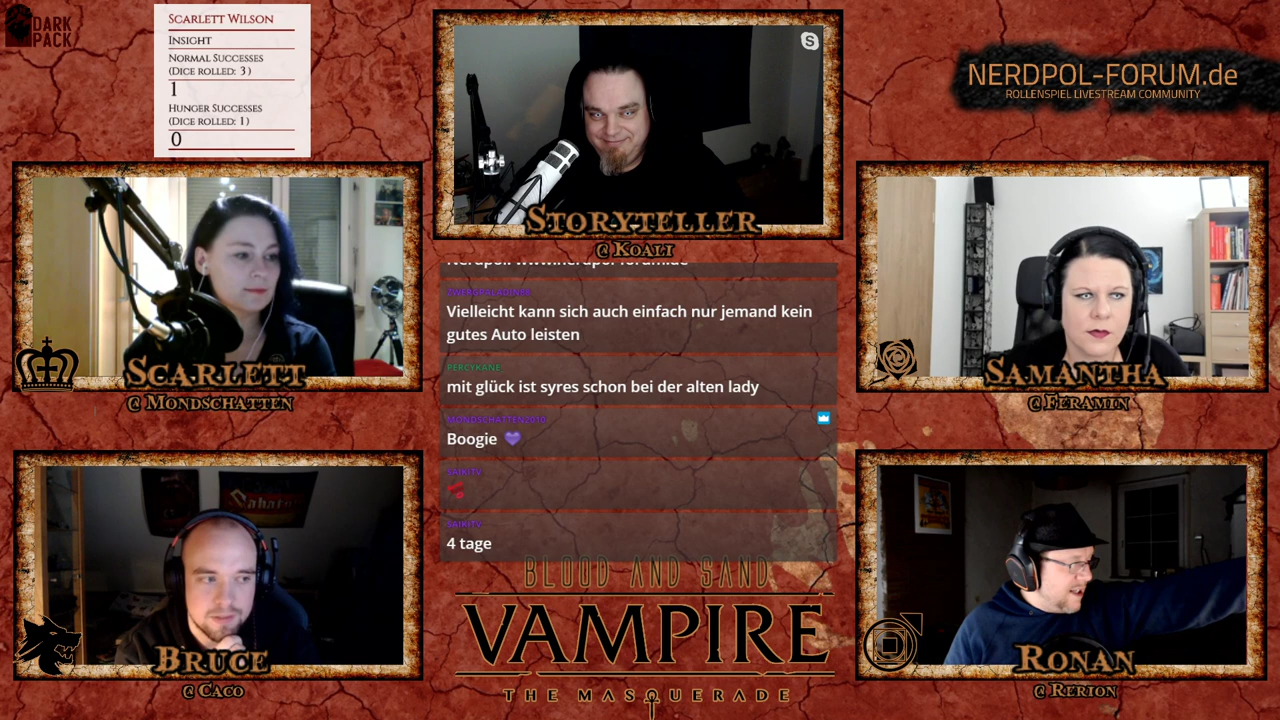 DARK
PACK
Scarlett Wilson
Insight
Normal Successes
(Dice rolled: 3)
1
Hunger Successes
(Dice rolled: 1)
0
NERDPOL-FORUM.de
ROLLENSPIEL LIVESTREAM COMMUNITY
Storyteller
@ Koali
Scarlett
@ Mondschatten
Samantha
@ Feramin
Vielleicht kann sich auch einfach nur jemand kein
gutes Auto leisten
PERCYKANE
mit glück ist syres schon bei der alten lady
MONDSCHATTEN2010
Boogie 💜
SAIKITV
SAIKITV
4 tage
BLOOD AND SAND
VAMPIRE
THE MASQUERADE
Bruce
@ Caco
Ronan
@ Rerion